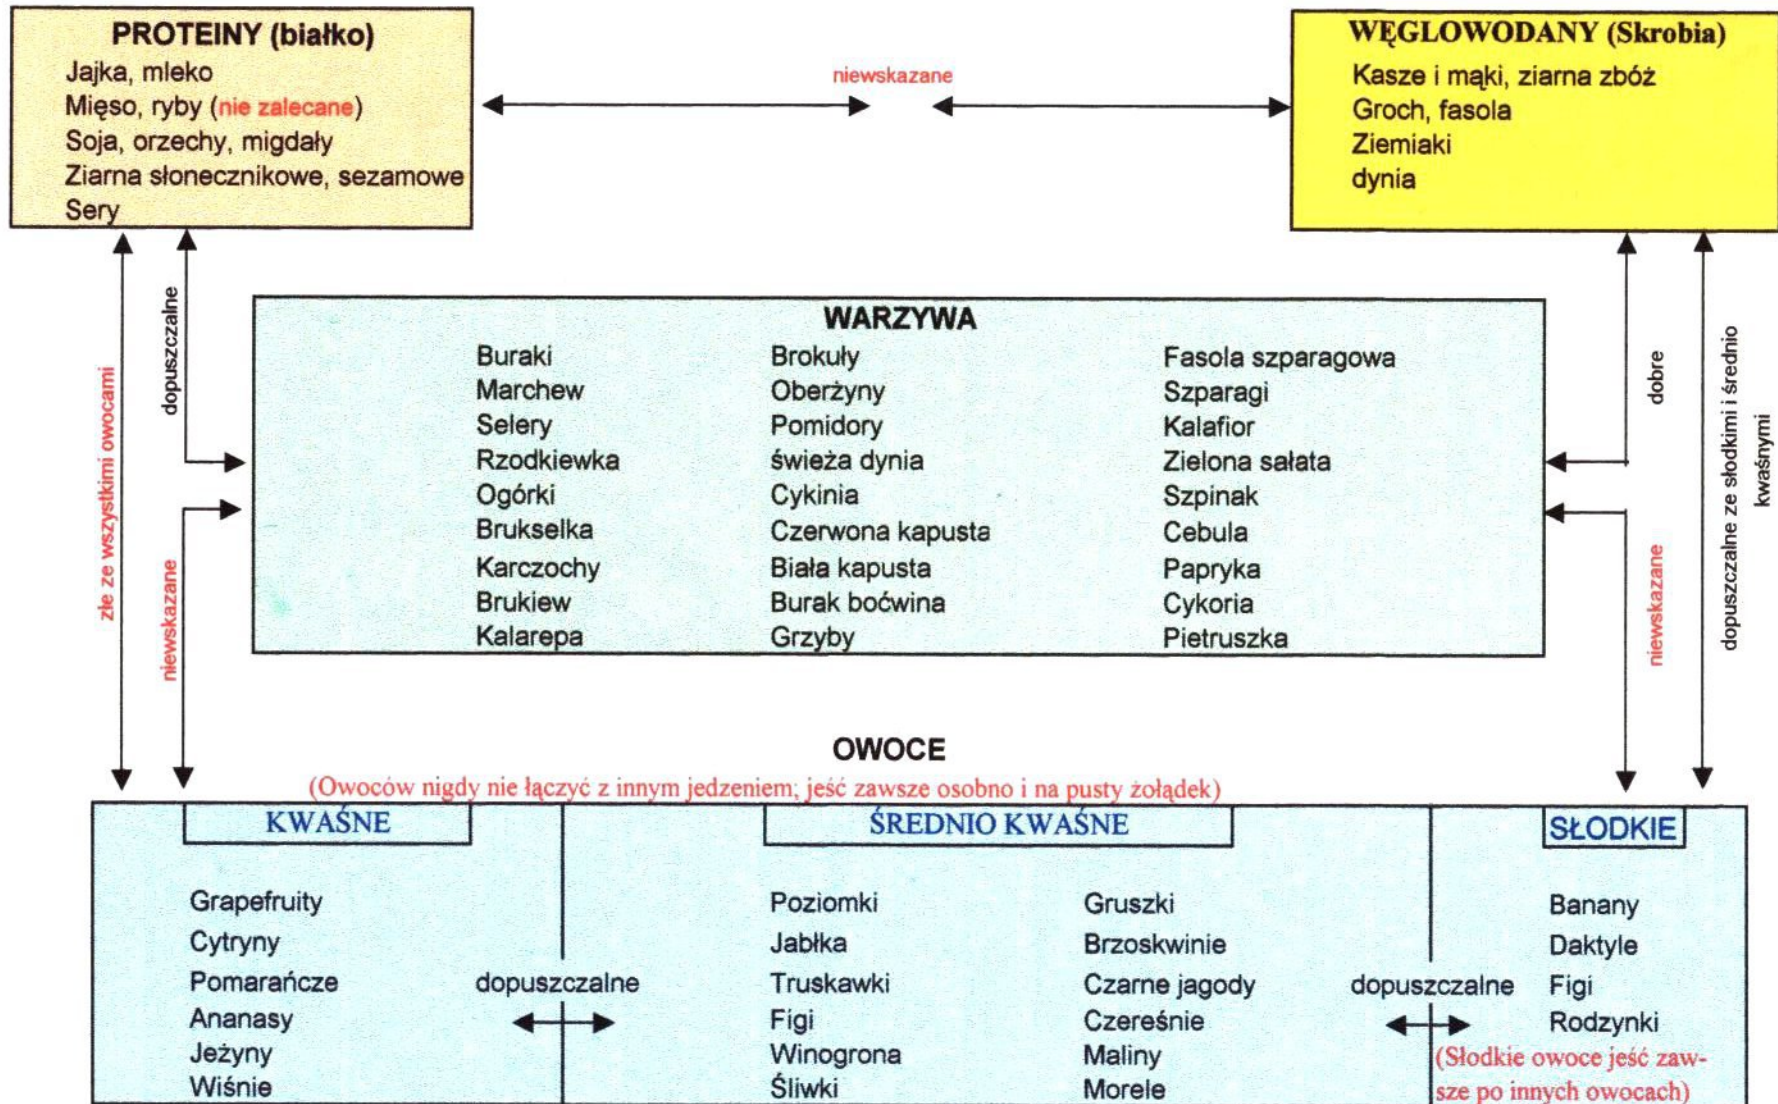 PROTEINY (białko)
Jajka, mleko
Mięso, ryby (nie zalecane)
Soja, orzechy, migdały
Ziarna słonecznikowe, sezamowe
Sery
niewskazane
WĘGLOWODANY (Skrobia)
Kasze i mąki, ziarna zbóż
Groch, fasola
Ziemiaki
dynia
złe ze wszystkimi owocami
dopuszczalne
niewskazane
WARZYWA
Buraki
Marchew
Selery
Rzodkiewka
Ogórki
Brukselka
Karczochy
Brukiew
Kalarepa
Brokuły
Oberżyny
Pomidory
świeża dynia
Cykinia
Czerwona kapusta
Biała kapusta
Burak boćwina
Grzyby
Fasola szparagowa
Szparagi
Kalafior
Zielona sałata
Szpinak
Cebula
Papryka
Cykoria
Pietruszka
dobre
niewskazane
dopuszczalne ze słodkimi i średnio
kwaśnymi
OWOCE
(Owoców nigdy nie łączyć z innym jedzeniem; jeść zawsze osobno i na pusty żołądek)
KWAŚNE
Grapefruity
Cytryny
Pomarańcze
Ananasy
Jeżyny
Wiśnie
dopuszczalne
ŚREDNIO KWAŚNE
Poziomki
Jabłka
Truskawki
Figi
Winogrona
Śliwki
Gruszki
Brzoskwinie
Czarne jagody
Czereśnie
Maliny
Morele
dopuszczalne
SŁODKIE
Banany
Daktyle
Figi
Rodzynki
(Słodkie owoce jeść zaw-
sze po innych owocach)